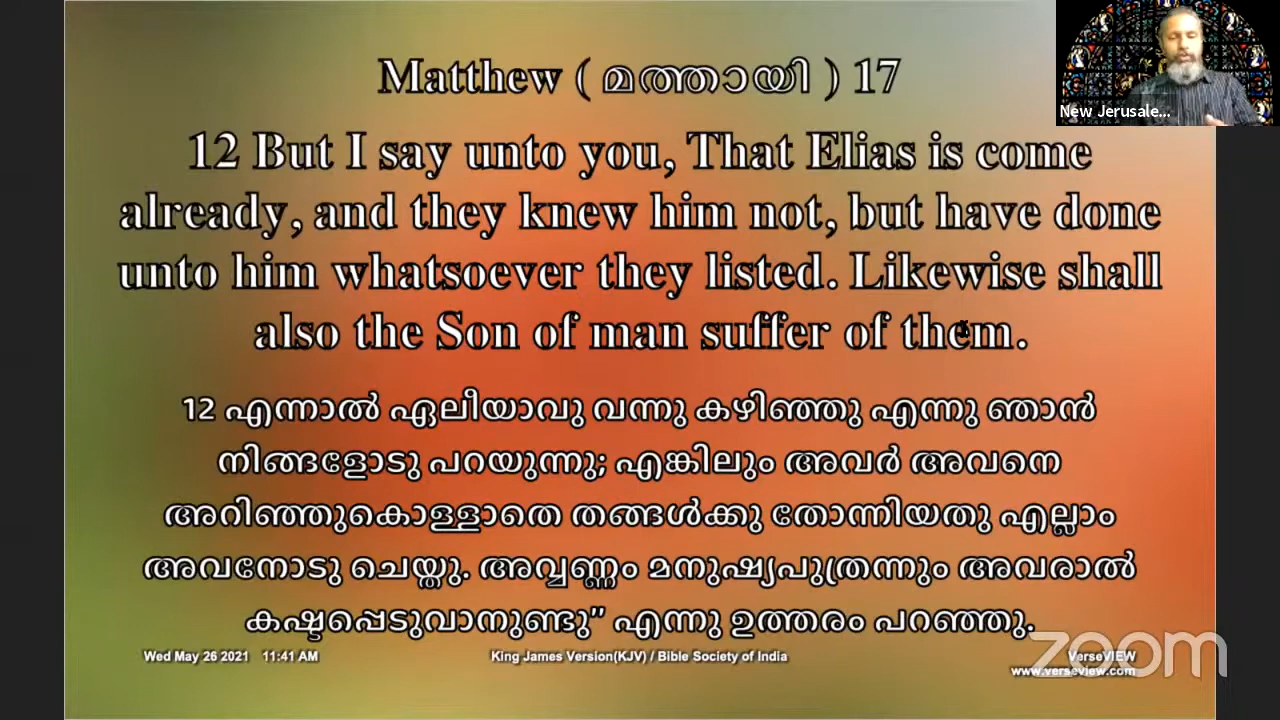 Matthew ( മത്തായി ) 17
New Jerusale...
12 But I say unto you, That Elias is come
already, and they knew him not, but have done
unto him whatsoever they listed. Likewise shall
also the Son of man suffer of them.
12 എന്നാൽ ഏലീയാവു വന്നു കഴിഞ്ഞു എന്നു ഞാൻ
നിങ്ങളോടു പറയുന്നു; എങ്കിലും അവർ അവനെ
അറിഞ്ഞുകൊള്ളാതെ തങ്ങൾക്കു തോന്നിയതു എല്ലാം
അവനോടു ചെയ്തു. അവ്വണ്ണം മനുഷ്യപുത്രന്നും അവരാൽ
കഷ്ടപ്പെടുവാനുണ്ടു” എന്നു ഉത്തരം പറഞ്ഞു.
Wed May 26 2021 11:41 AM
King James Version(KJV) / Bible Society of India
VerseVIEW
www.verseview.com
zoom